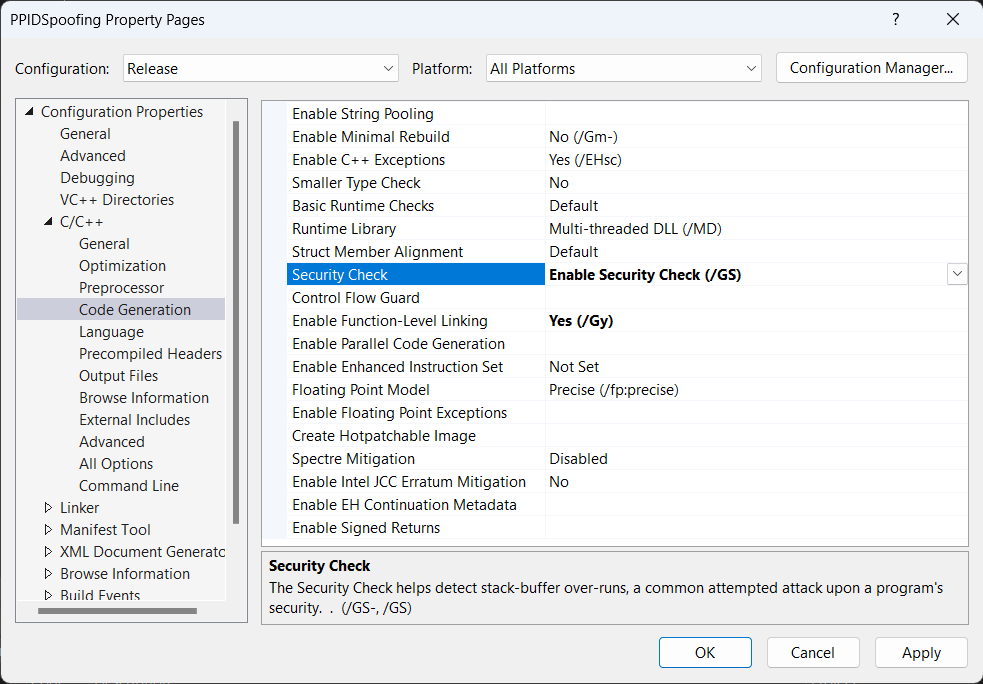 PPIDSpoofing Property Pages
Configuration: Release Platform: All Platforms Configuration Manager...
Configuration Properties
General
Advanced
Debugging
VC++ Directories
C/C++
General
Optimization
Preprocessor
Code Generation
Language
Precompiled Headers
Output Files
Browse Information
External Includes
Advanced
All Options
Command Line
Linker
Manifest Tool
XML Document Generato
Browse Information
Build Events
Enable String Pooling
Enable Minimal Rebuild No (/Gm-)
Enable C++ Exceptions Yes (/EHsc)
Smaller Type Check No
Basic Runtime Checks Default
Runtime Library Multi-threaded DLL (/MD)
Struct Member Alignment Default
Security Check Enable Security Check (/GS)
Control Flow Guard
Enable Function-Level Linking Yes (/Gy)
Enable Parallel Code Generation
Enable Enhanced Instruction Set Not Set
Floating Point Model Precise (/fp:precise)
Enable Floating Point Exceptions
Create Hotpatchable Image
Spectre Mitigation Disabled
Enable Intel JCC Erratum Mitigation No
Enable EH Continuation Metadata
Enable Signed Returns
Security Check
The Security Check helps detect stack-buffer over-runs, a common attempted attack upon a program's
security. . (/GS-, /GS)
OK Cancel Apply